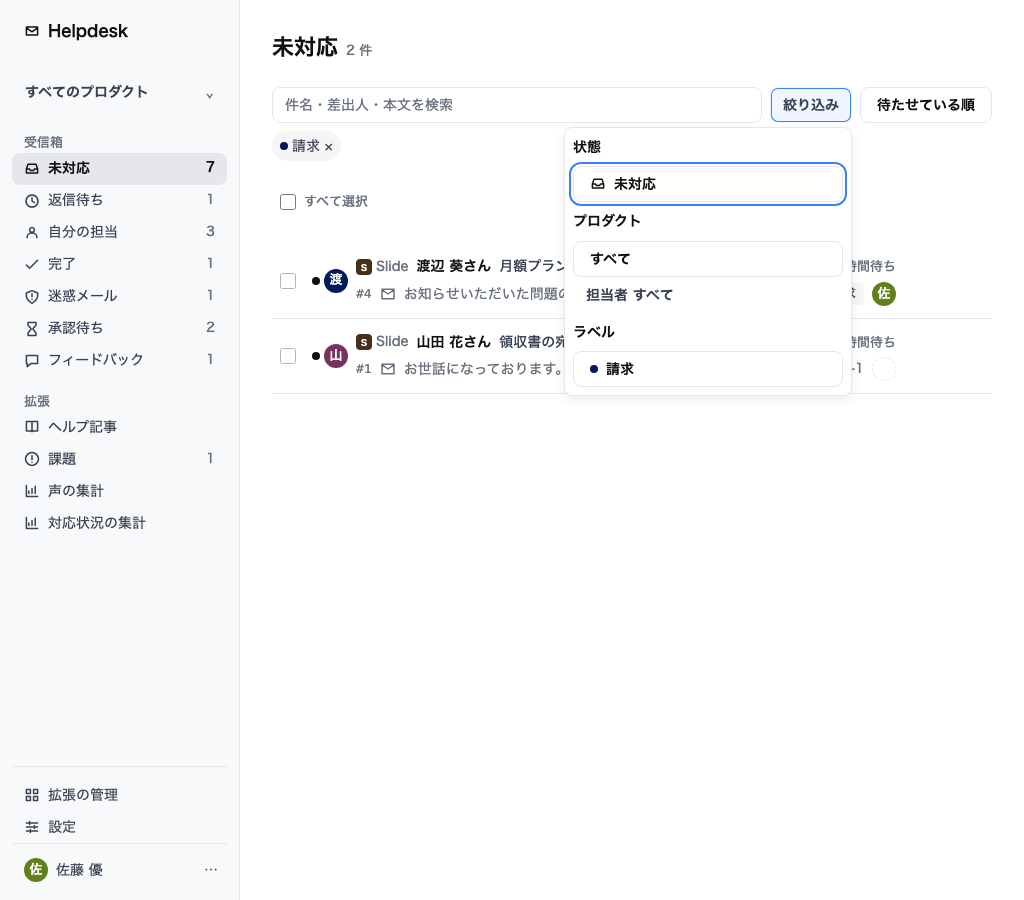 Helpdesk
すべてのプロダクト
受信箱
未対応 7
返信待ち 1
自分の担当 3
完了 1
迷惑メール 1
承認待ち 2
フィードバック 1
拡張
ヘルプ記事
課題 1
声の集計
対応状況の集計
拡張の管理
設定
佐 佐藤 優 …
未対応 2 件
件名・差出人・本文を検索 絞り込み 待たせている順
請求 ×
すべて選択
渡 S Slide 渡辺 葵さん 月額プラン 時間待ち
#4 お知らせいただいた問題の 佐
山 S Slide 山田 花さん 領収書の宛 時間待ち
#1 お世話になっております。 -1
状態
未対応
プロダクト
すべて
担当者 すべて
ラベル
請求